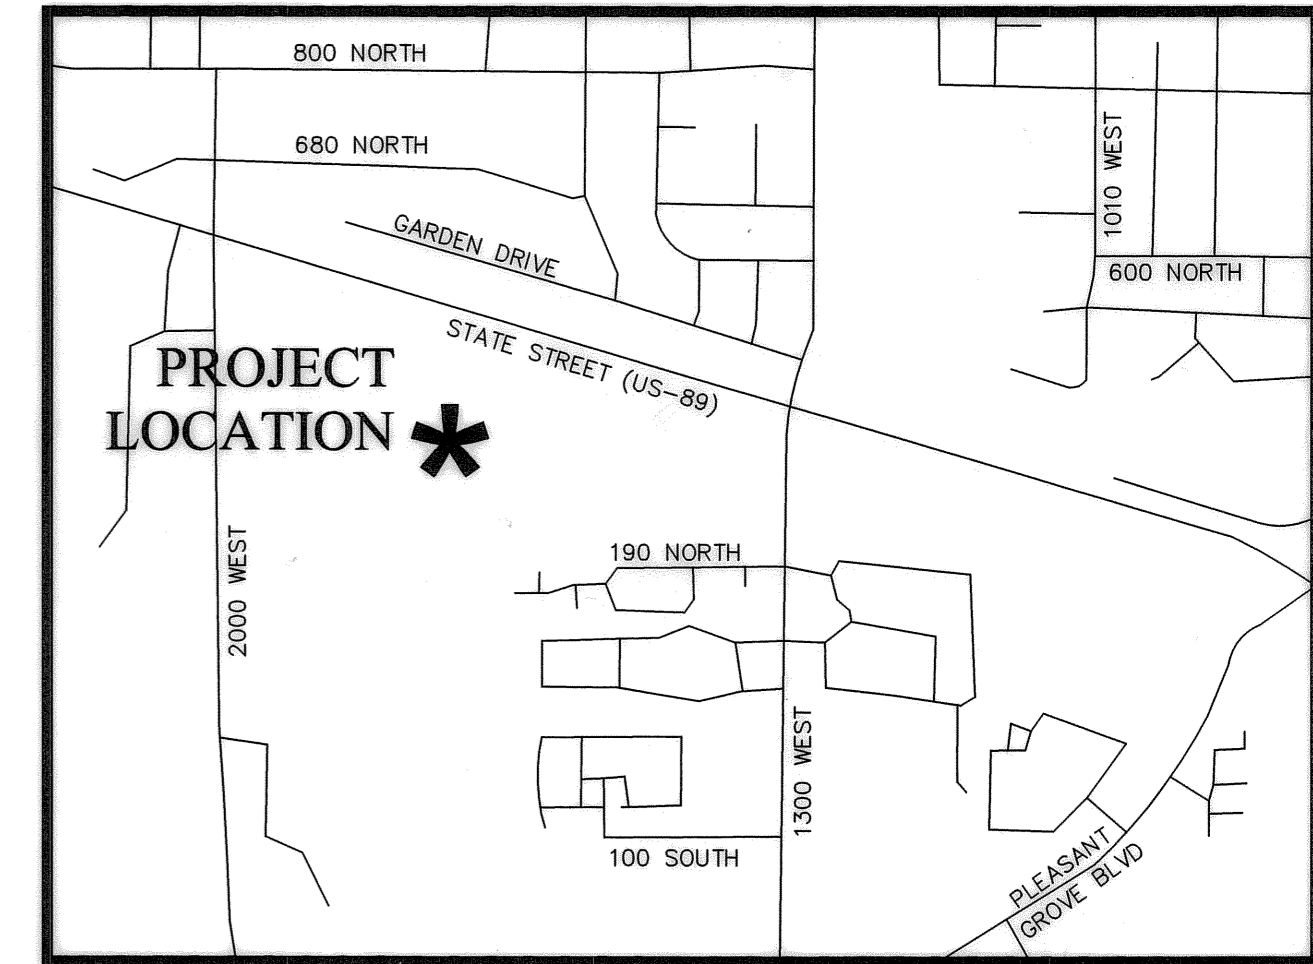 800 NORTH
680 NORTH
1010 WEST
GARDEN DRIVE
600 NORTH
STATE STREET (US-89)
PROJECT
LOCATION
*
190 NORTH
2000 WEST
1300 WEST
100 SOUTH
PLEASANT
GROVE BLVD